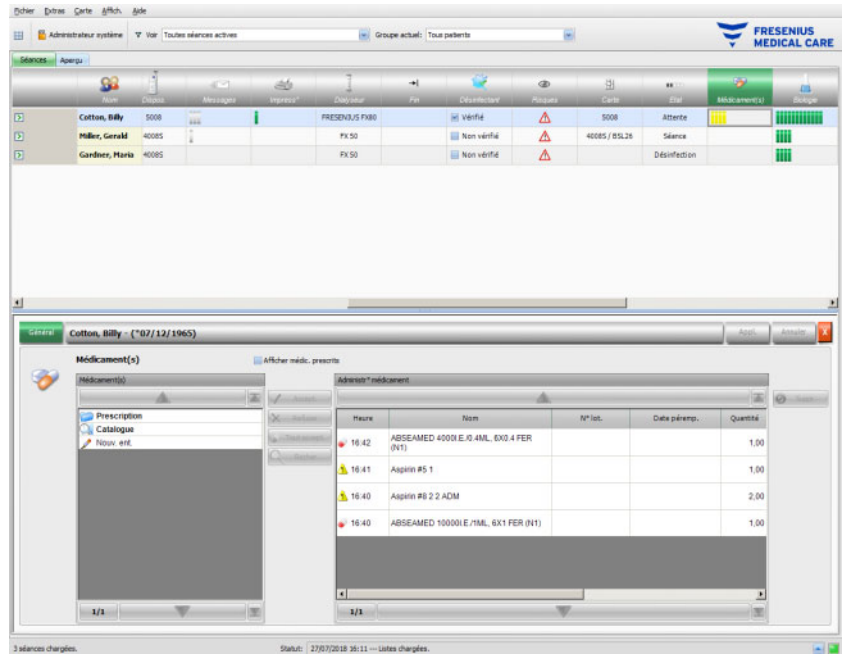 Fichier Extras Carte Affich. Aide
Administrateur système Voir Toutes séances actives Groupe actuel: Tous patients
FRESENIUS
MEDICAL CARE
Séances Aperçu
Nom Dispos. Messages Impress° Dialyseur Fin Désinfectant Risques Carte Etat Médicament(s) Biologie
Cotton, Billy 5008 FRESENIUS FX80 Vérifié 5008 Attente
Miller, Gerald 4008S FX 50 Non vérifié 4008S / BSL26 Séance
Gardner, Maria 4008S FX 50 Non vérifié Désinfection
Général Cotton, Billy - (*07/12/1965) Appl. Annuler X
Médicament(s) Afficher médic. prescrits
Médicament(s) Administr° médicament
Prescription
Catalogue
Nouv. ent.
Heure Nom N° lot. Date péremp. Quantité
16:42 ABSEAMED 4000I.E./0.4ML, 6X0.4 FER
(N1) 1,00
16:41 Aspirin #5 1 1,00
16:40 Aspirin #8 2 2 ADM 2,00
16:40 ABSEAMED 10000I.E./1ML, 6X1 FER (N1) 1,00
1/1 1/1
3 séances chargées. Statut: 27/07/2018 16:11 --- Listes chargées.